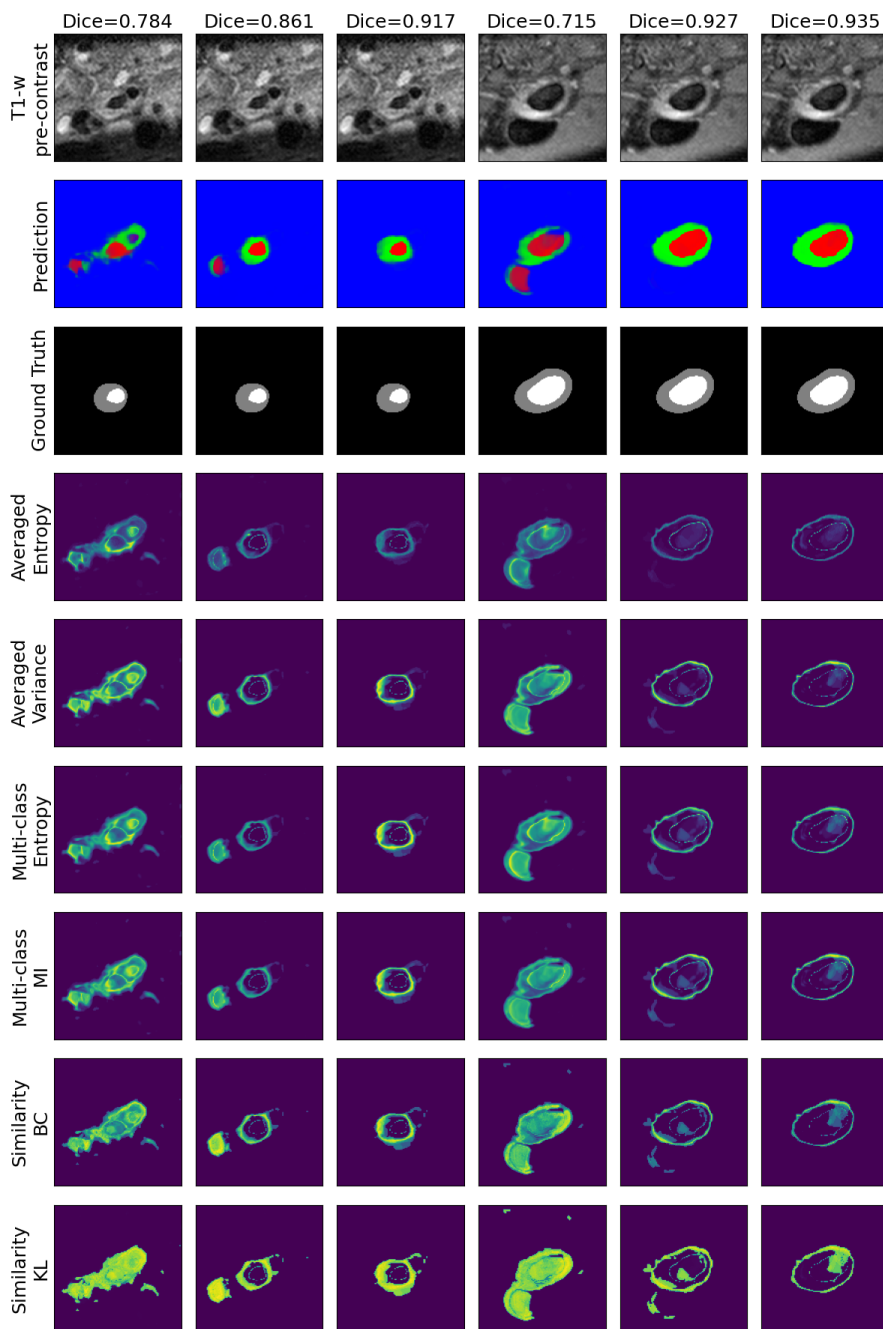 Dice=0.784 Dice=0.861 Dice=0.917 Dice=0.715 Dice=0.927 Dice=0.935
T1-w
pre-contrast
Prediction
Ground Truth
Averaged
Entropy
Averaged
Variance
Multi-class
Entropy
Multi-class
MI
Similarity
BC
Similarity
KL